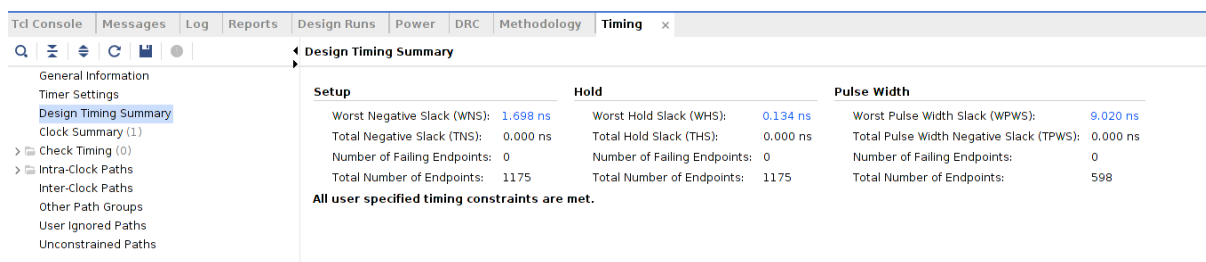 Tcl Console Messages Log Reports Design Runs Power DRC Methodology Timing ×
Design Timing Summary
General Information
Timer Settings
Design Timing Summary
Clock Summary (1)
Check Timing (0)
Intra-Clock Paths
Inter-Clock Paths
Other Path Groups
User Ignored Paths
Unconstrained Paths
Setup Hold Pulse Width
Worst Negative Slack (WNS): 1.698 ns Worst Hold Slack (WHS): 0.134 ns Worst Pulse Width Slack (WPWS): 9.020 ns
Total Negative Slack (TNS): 0.000 ns Total Hold Slack (THS): 0.000 ns Total Pulse Width Negative Slack (TPWS): 0.000 ns
Number of Failing Endpoints: 0 Number of Failing Endpoints: 0 Number of Failing Endpoints: 0
Total Number of Endpoints: 1175 Total Number of Endpoints: 1175 Total Number of Endpoints: 598
All user specified timing constraints are met.